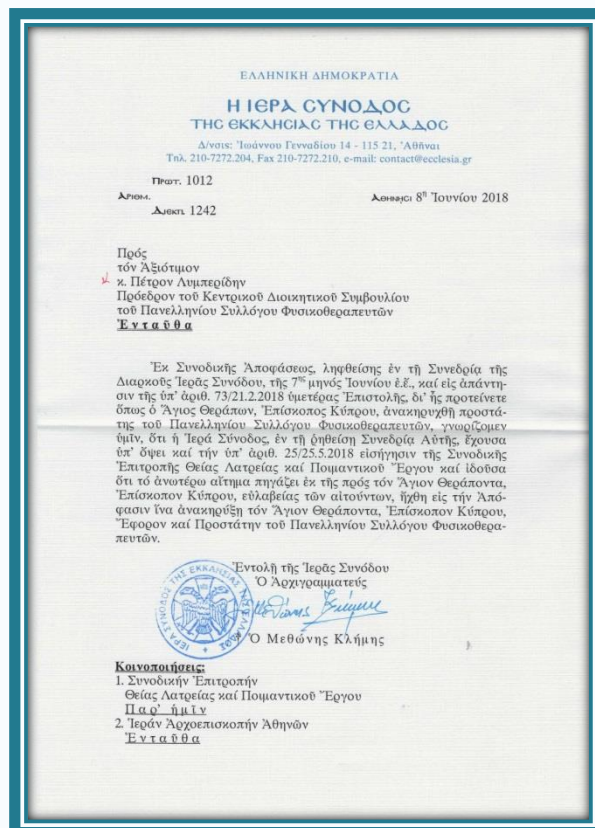 ΕΛΛΗΝΙΚΗ ΔΗΜΟΚΡΑΤΙΑ
Η ΙΕΡΑ CΥΝΟΔΟC
ΤΗC ΕΚΚΛΗCΙΑC ΤΗC ΕΛΛΑΔΟC
Δ/νσις: Ἰωάννου Γενναδίου 14 - 115 21, Ἀθῆναι
Τηλ. 210-7272.204, Fax 210-7272.210, e-mail: contact@ecclesia.gr
Πρωτ. 1012
Αριθμ.
Διεκπ. 1242
Αθηνησι 8ῃ Ἰουνίου 2018
Πρός
τόν Ἀξιότιμον
κ. Πέτρον Λυμπερίδην
Πρόεδρον τοῦ Κεντρικοῦ Διοικητικοῦ Συμβουλίου
τοῦ Πανελληνίου Συλλόγου Φυσικοθεραπευτῶν
Ἐνταῦθα
Ἐκ Συνοδικῆς Ἀποφάσεως, ληφθείσης ἐν τῇ Συνεδρίᾳ τῆς
Διαρκοῦς Ἱερᾶς Συνόδου, τῆς 7ης μηνός Ἰουνίου ἐ.ἔ., καί εἰς ἀπάντη-
σιν τῆς ὑπ' ἀριθ. 73/21.2.2018 ὑμετέρας Ἐπιστολῆς, δι' ἧς προτείνετε
ὅπως ὁ Ἅγιος Θεράπων, Ἐπίσκοπος Κύπρου, ἀνακηρυχθῇ προστά-
της τοῦ Πανελληνίου Συλλόγου Φυσικοθεραπευτῶν, γνωρίζομεν
ὑμῖν, ὅτι ἡ Ἱερά Σύνοδος, ἐν τῇ ῥηθείσῃ Συνεδρίᾳ Αὐτῆς, ἔχουσα
ὑπ' ὄψει καί τήν ὑπ' ἀριθ. 25/25.5.2018 εἰσήγησιν τῆς Συνοδικῆς
Ἐπιτροπῆς Θείας Λατρείας καί Ποιμαντικοῦ Ἔργου καί ἰδοῦσα
ὅτι τό ἀνωτέρω αἴτημα πηγάζει ἐκ τῆς πρός τόν Ἅγιον Θεράποντα,
Ἐπίσκοπον Κύπρου, εὐλαβείας τῶν αἰτούντων, ἤχθη εἰς τήν Ἀπό-
φασιν ἵνα ἀνακηρύξῃ τόν Ἅγιον Θεράποντα, Ἐπίσκοπον Κύπρου,
Ἔφορον καί Προστάτην τοῦ Πανελληνίου Συλλόγου Φυσικοθερα-
πευτῶν.
Ἐντολῇ τῆς Ἱερᾶς Συνόδου
Ὁ Ἀρχιγραμματεύς
ΙΕΡΑ ΣΥΝΟΔΟΣ ΤΗΣ ΕΚΚΛΗΣΙΑΣ ΤΗΣ ΕΛΛΑΔΟΣ
† Ὁ Μεθώνης Κλήμης
Κοινοποιήσεις:
1. Συνοδικήν Ἐπιτροπήν
Θείας Λατρείας καί Ποιμαντικοῦ Ἔργου
Παρ' ἡμῖν
2. Ἱεράν Ἀρχιεπισκοπήν Ἀθηνῶν
Ἐνταῦθα